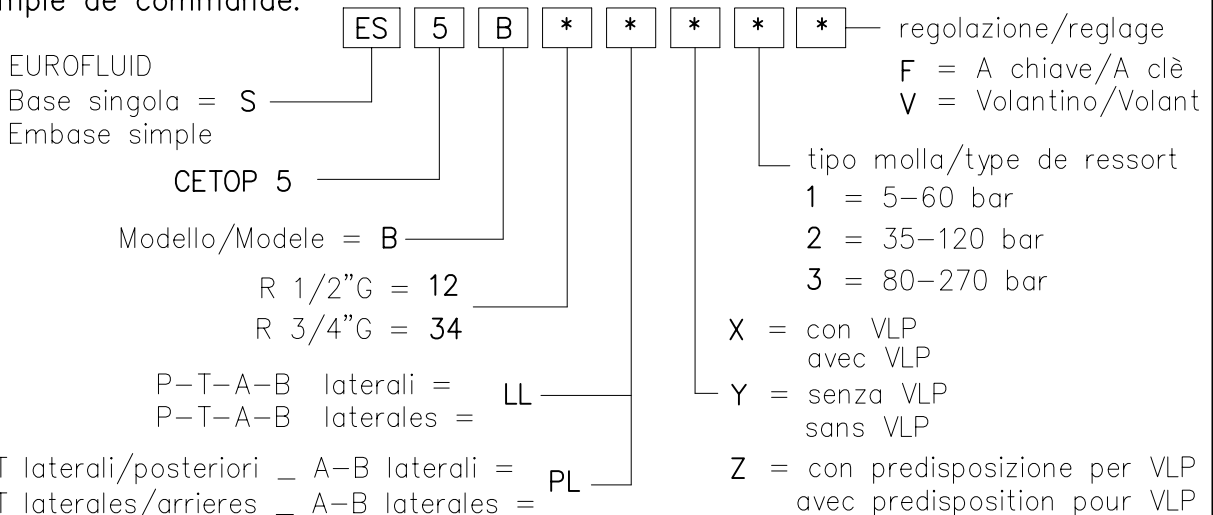 de commande:
ES 5 B * * * * *
regolazione/reglage
F = A chiave/A clè
V = Volantino/Volant
EUROFLUID
Base singola = S
Embase simple
tipo molla/type de ressort
1 = 5-60 bar
2 = 35-120 bar
3 = 80-270 bar
CETOP 5
Modello/Modele = B
R 1/2"G = 12
R 3/4"G = 34
X = con VLP
avec VLP
Y = senza VLP
sans VLP
Z = con predisposizione per VLP
avec predisposition pour VLP
P-T-A-B laterali =
P-T-A-B laterales =
LL
T laterali/posteriori _ A-B laterali =
T laterales/arrieres _ A-B laterales =
PL